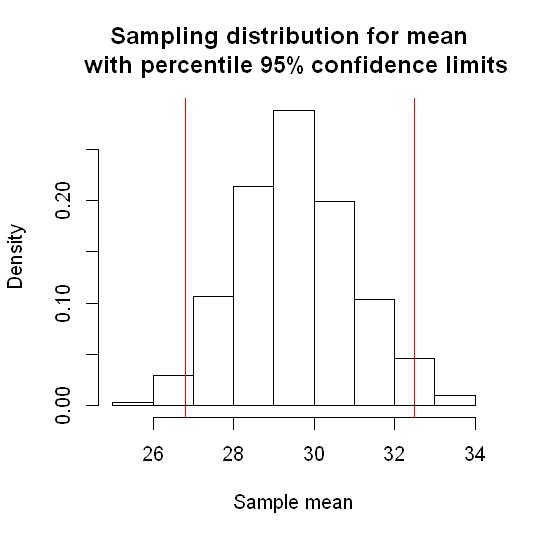 Sampling distribution for mean
with percentile 95% confidence limits
Density
0.20
0.10
0.00
26 28 30 32 34
Sample mean